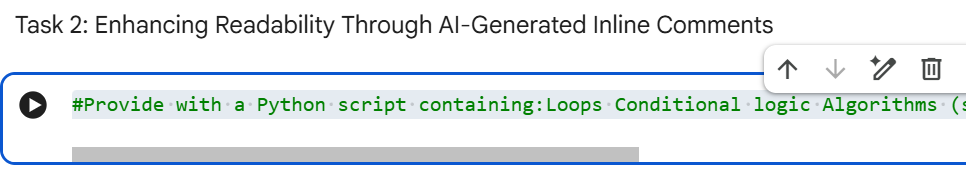 Task 2: Enhancing Readability Through AI-Generated Inline Comments
#Provide with a Python script containing:Loops Conditional logic Algorithms (